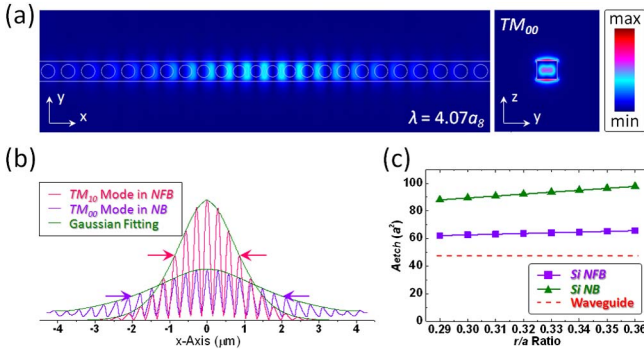 (a)
TM00
max
min
y
x
λ = 4.07a8
z
y
(b)
TM10 Mode in NFB
TM00 Mode in NB
Gaussian Fitting
-4 -3 -2 -1 0 1 2 3 4
x-Axis (μm)
(c)
Aetch (a²)
100
80
60
40
20
0
Si NFB
Si NB
Waveguide
0.29 0.30 0.31 0.32 0.33 0.34 0.35 0.36
r/a Ratio